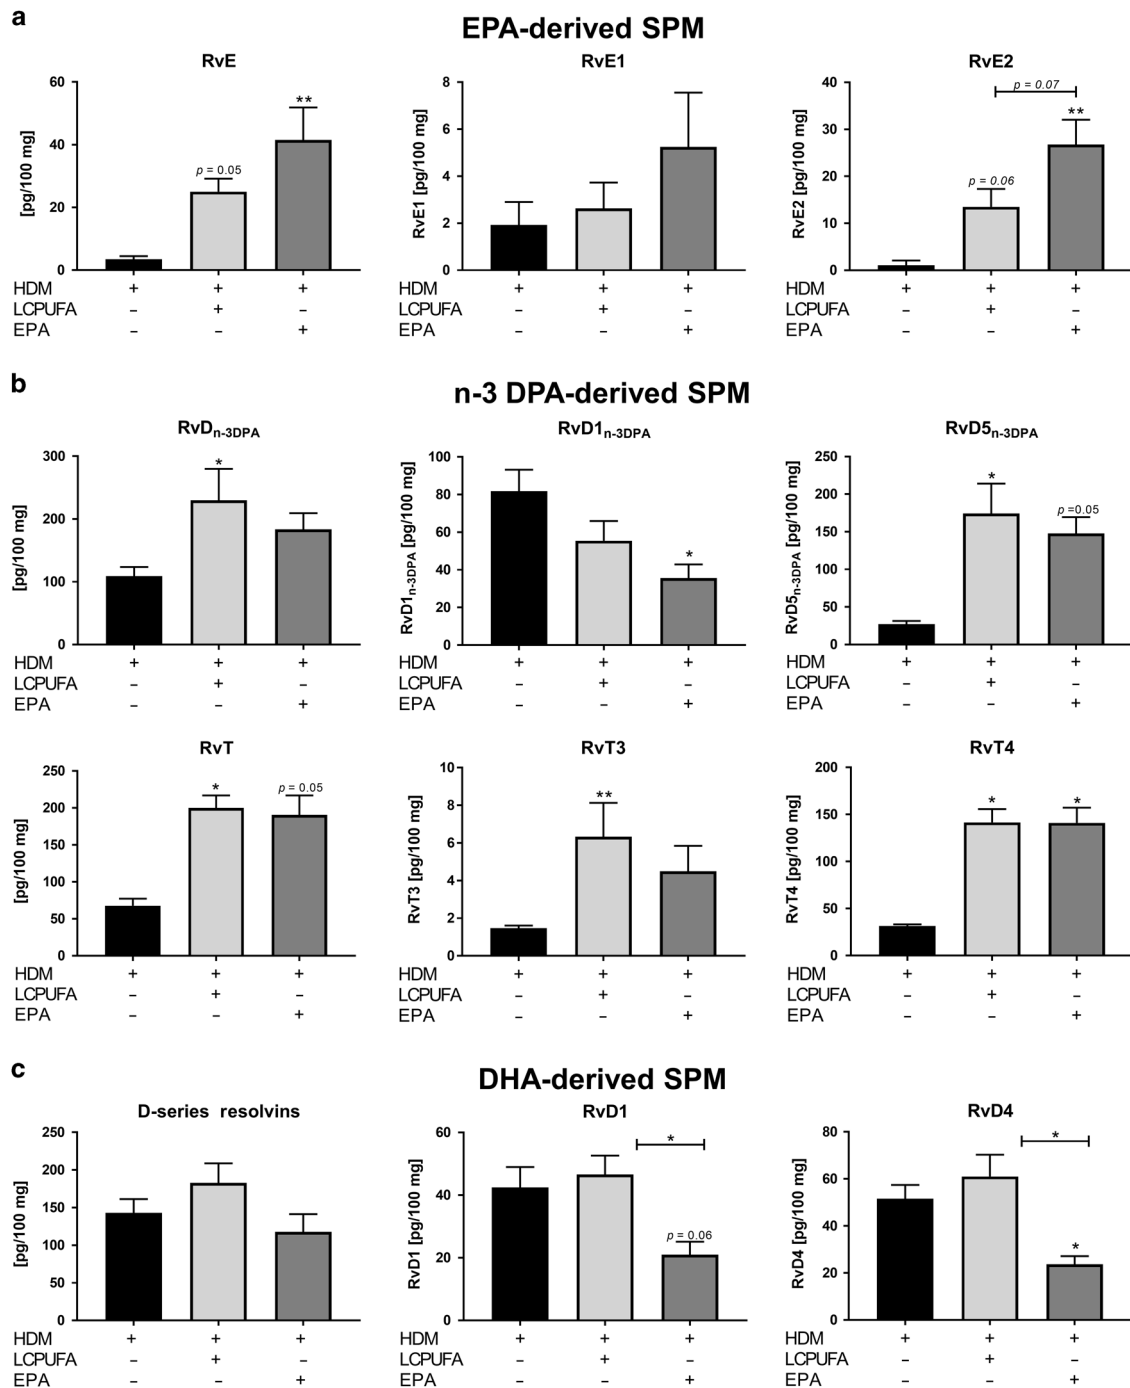 a
EPA-derived SPM
RvE
RvE1
RvE2
60
40
20
0
[pg/100 mg]
p = 0.05
**
8
6
4
2
0
RvE1 [pg/100 mg]
40
30
20
10
0
RvE2 [pg/100 mg]
p = 0.07
p = 0.06
**
HDM + + +
LCPUFA – + –
EPA – – +
HDM + + +
LCPUFA – + –
EPA – – +
HDM + + +
LCPUFA – + –
EPA – – +
b
n-3 DPA-derived SPM
RvDn-3DPA
RvD1n-3DPA
RvD5n-3DPA
300
200
100
0
[pg/100 mg]
*
100
80
60
40
20
0
RvD1n-3DPA [pg/100 mg]
*
250
200
150
100
50
0
RvD5n-3DPA [pg/100 mg]
*
p=0.05
HDM + + +
LCPUFA – + –
EPA – – +
HDM + + +
LCPUFA – + –
EPA – – +
HDM + + +
LCPUFA – + –
EPA – – +
RvT
RvT3
RvT4
250
200
150
100
50
0
[pg/100 mg]
*
p = 0.05
10
8
6
4
2
0
RvT3 [pg/100 mg]
**
200
150
100
50
0
RvT4 [pg/100 mg]
*
*
HDM + + +
LCPUFA – + –
EPA – – +
HDM + + +
LCPUFA – + –
EPA – – +
HDM + + +
LCPUFA – + –
EPA – – +
c
DHA-derived SPM
D-series resolvins
RvD1
RvD4
250
200
150
100
50
0
[pg/100 mg]
60
40
20
0
RvD1 [pg/100 mg]
*
p = 0.06
80
60
40
20
0
RvD4 [pg/100 mg]
*
*
HDM + + +
LCPUFA – + –
EPA – – +
HDM + + +
LCPUFA – + –
EPA – – +
HDM + + +
LCPUFA – + –
EPA – – +